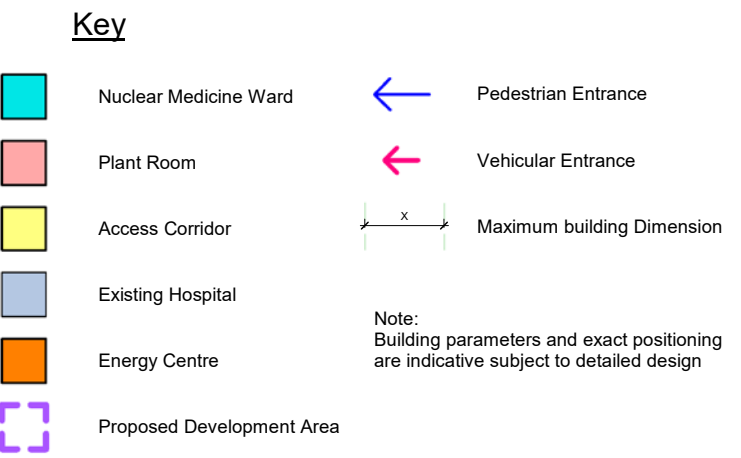 Key
Nuclear Medicine Ward
Plant Room
Access Corridor
Existing Hospital
Energy Centre
Proposed Development Area
Pedestrian Entrance
Vehicular Entrance
x
Maximum building Dimension
Note:
Building parameters and exact positioning
are indicative subject to detailed design